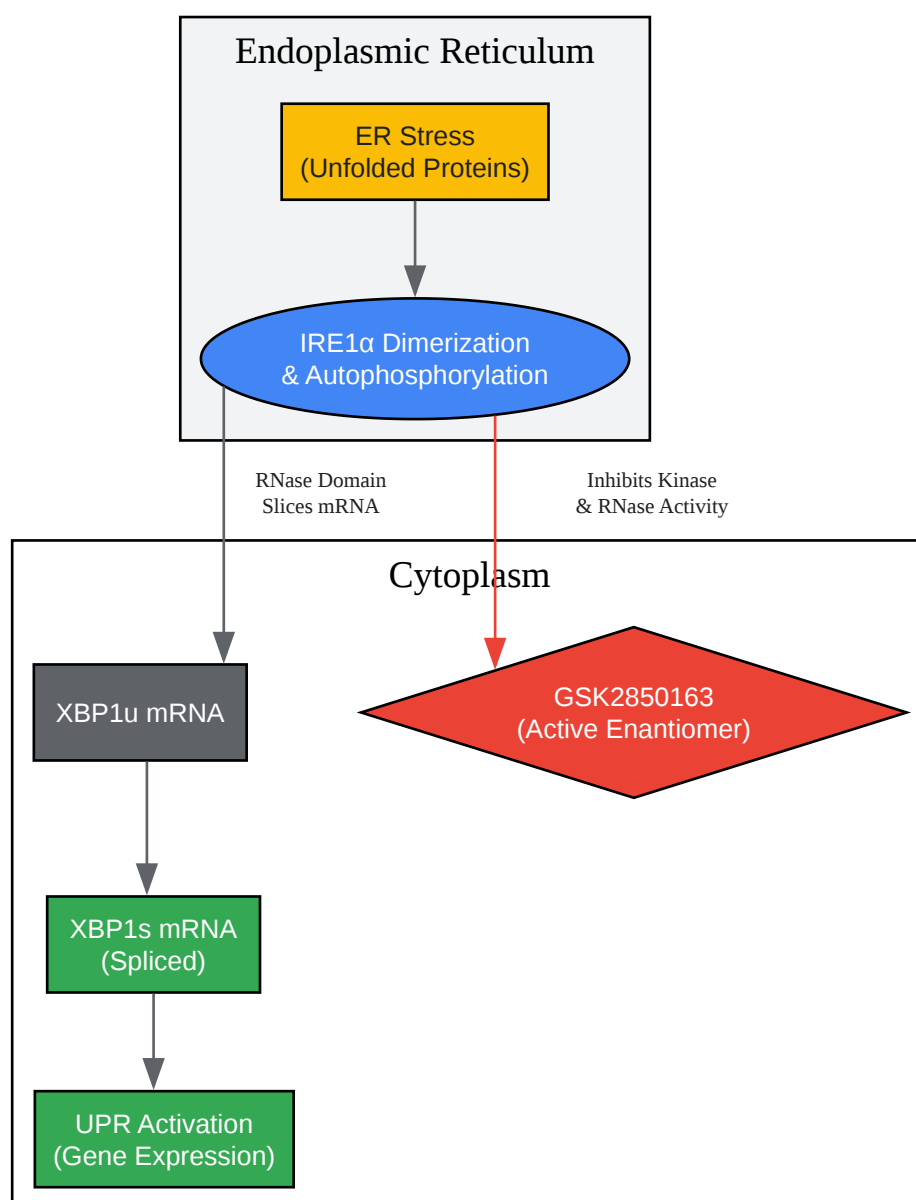 Endoplasmic Reticulum
ER Stress
(Unfolded Proteins)
IRE1α Dimerization
& Autophosphorylation
RNase Domain
Slices mRNA
Inhibits Kinase
& RNase Activity
Cytoplasm
XBP1u mRNA
GSK2850163
(Active Enantiomer)
XBP1s mRNA
(Spliced)
UPR Activation
(Gene Expression)